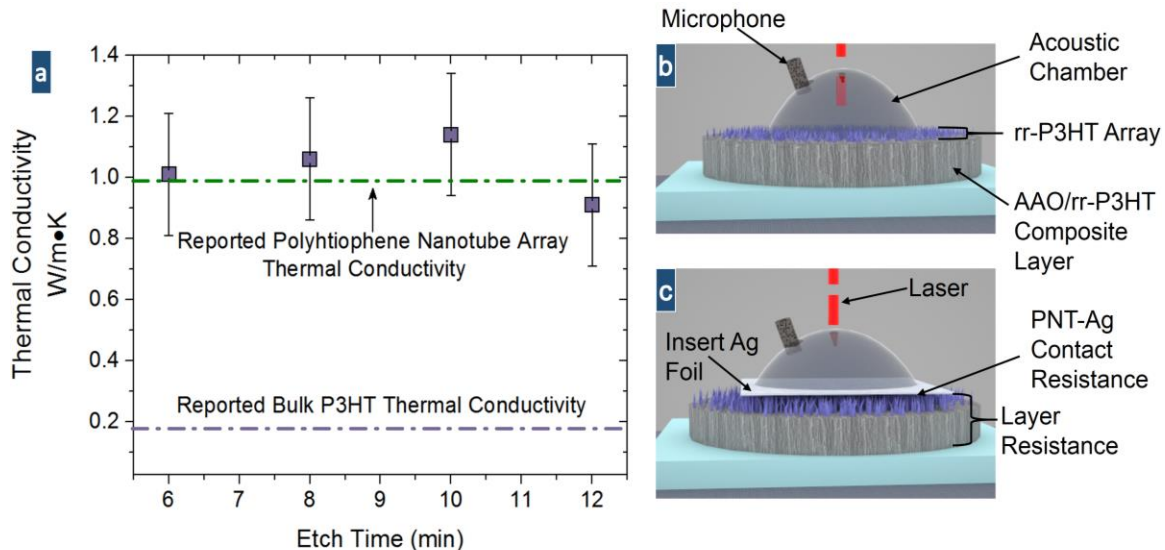 a
Thermal Conductivity
W/m•K
1.4
1.2
1.0
0.8
0.6
0.4
0.2
Reported Polyhtiophene Nanotube Array
Thermal Conductivity
Reported Bulk P3HT Thermal Conductivity
6 7 8 9 10 11 12
Etch Time (min)
b
Microphone
Acoustic
Chamber
rr-P3HT Array
AAO/rr-P3HT
Composite
Layer
c
Laser
Insert Ag
Foil
PNT-Ag
Contact
Resistance
Layer
Resistance